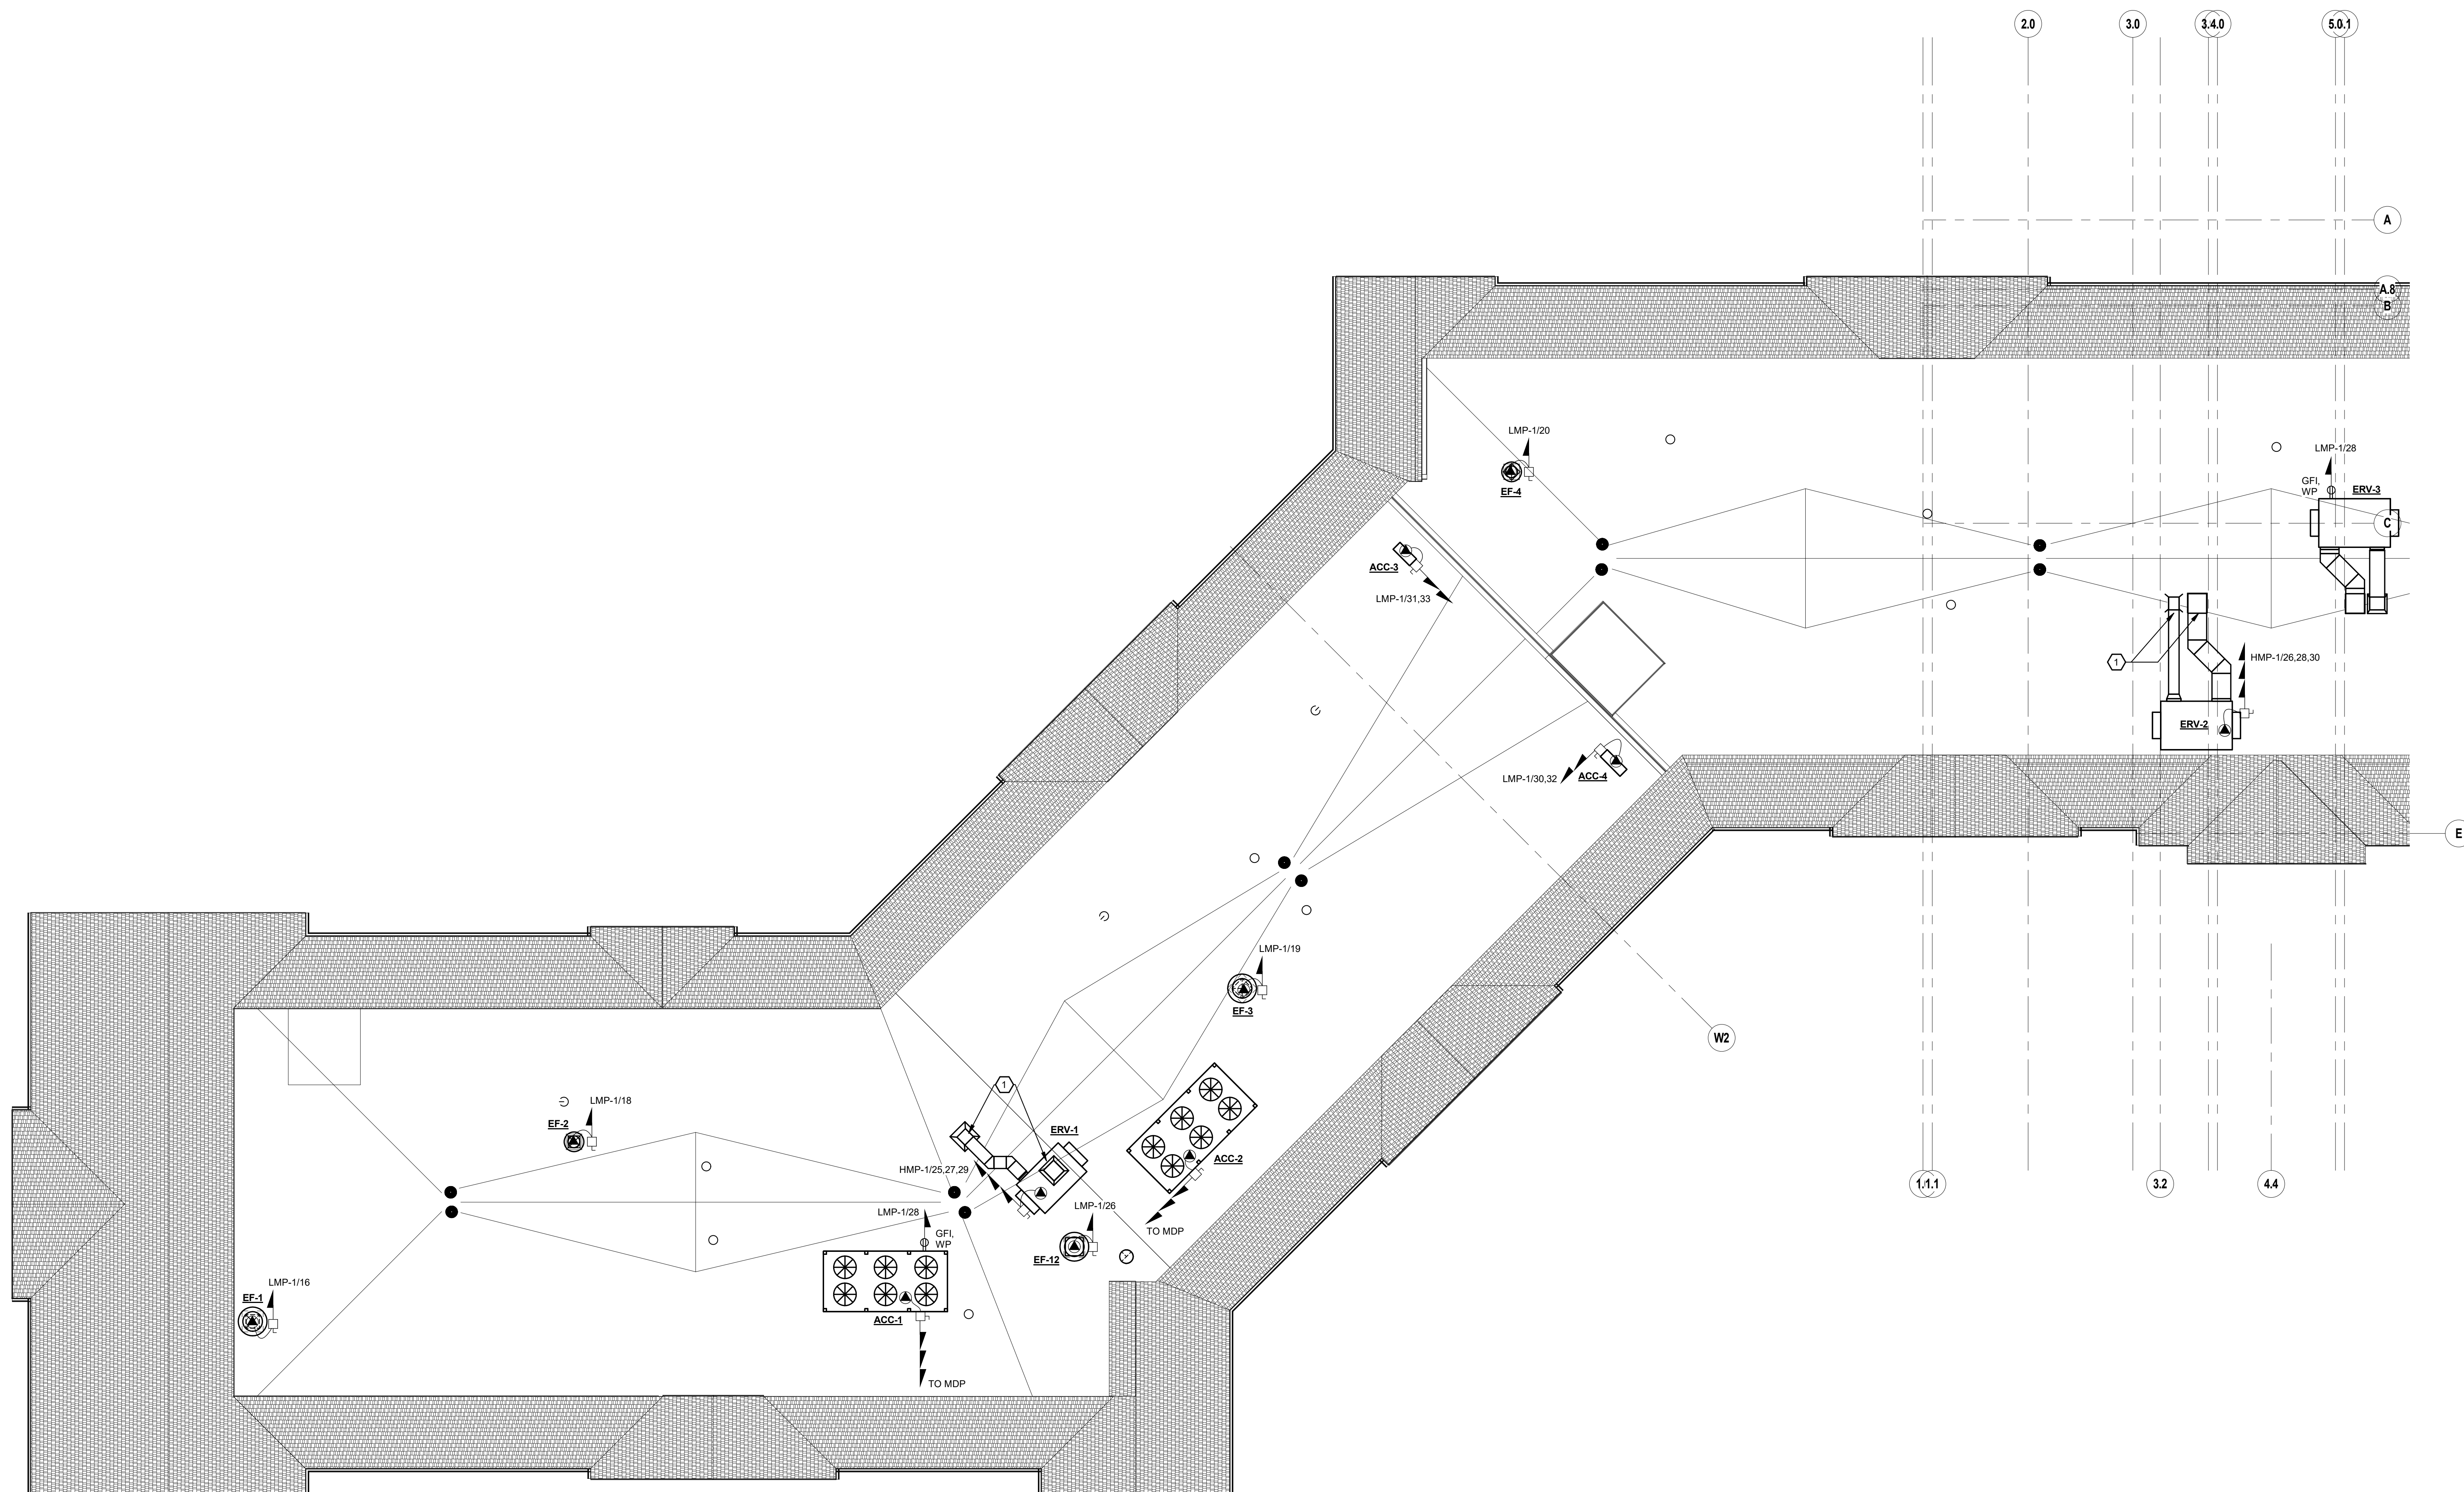 2.0
3.0
3.4.0
5.0.1
A
A.8
B
LMP-1/20
EF-4
LMP-1/28
GFI,
WP
ERV-3
C
ACC-3
LMP-1/31,33
1
HMP-1/26,28,30
ERV-2
LMP-1/30,32
ACC-4
E
LMP-1/19
EF-3
W2
1
LMP-1/18
EF-2
ERV-1
HMP-1/25,27,29
ACC-2
TO MDP
1.1.1
3.2
4.4
LMP-1/28
GFI,
WP
LMP-1/26
EF-12
LMP-1/16
EF-1
ACC-1
TO MDP